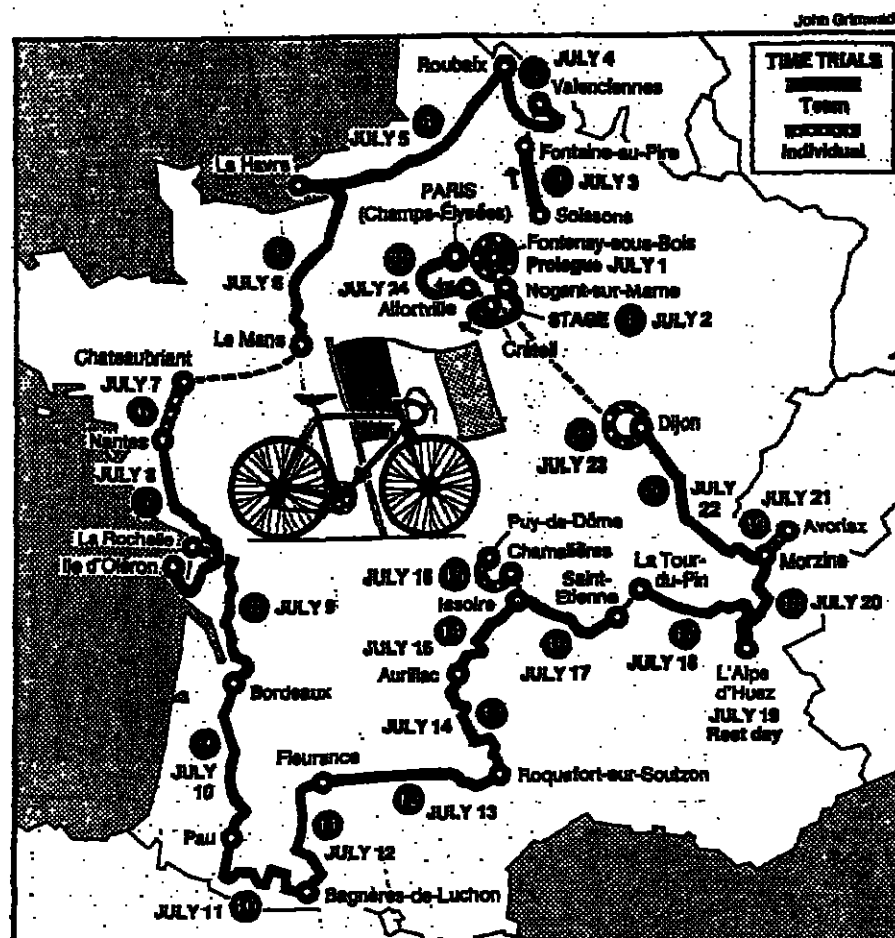 John Grimwade
TIME TRIALS
Team
Individual
Roubaix
JULY 4
Valenciennes
JULY 5
Fontaine-au-Pire
Le Havre
JULY 3
PARIS
(Champs-Élysées)
Soissons
Fontenay-sous-Bois
Prologue JULY 1
JULY 6
JULY 24
Nogent-sur-Marne
Alfortville
STAGE
JULY 2
Le Mans
Créteil
Chateaubriant
JULY 7
Nantes
Dijon
JULY 23
JULY 8
JULY
22
JULY 21
Avoriaz
Puy-de-Dôme
La Rochelle
Chamalières
La Tour-
du-Pin
Morzine
Ile d'Oléron
JULY 16
Saint-
Etienne
Issoire
JULY 9
JULY 20
JULY 15
JULY 17
JULY 18
Aurillac
L'Alpe
d'Huez
JULY 19
Rest day
Bordeaux
JULY 14
Fleurance
JULY
10
Roquefort-sur-Soulzon
JULY 13
Pau
JULY 12
Bagnères-de-Luchon
JULY 11